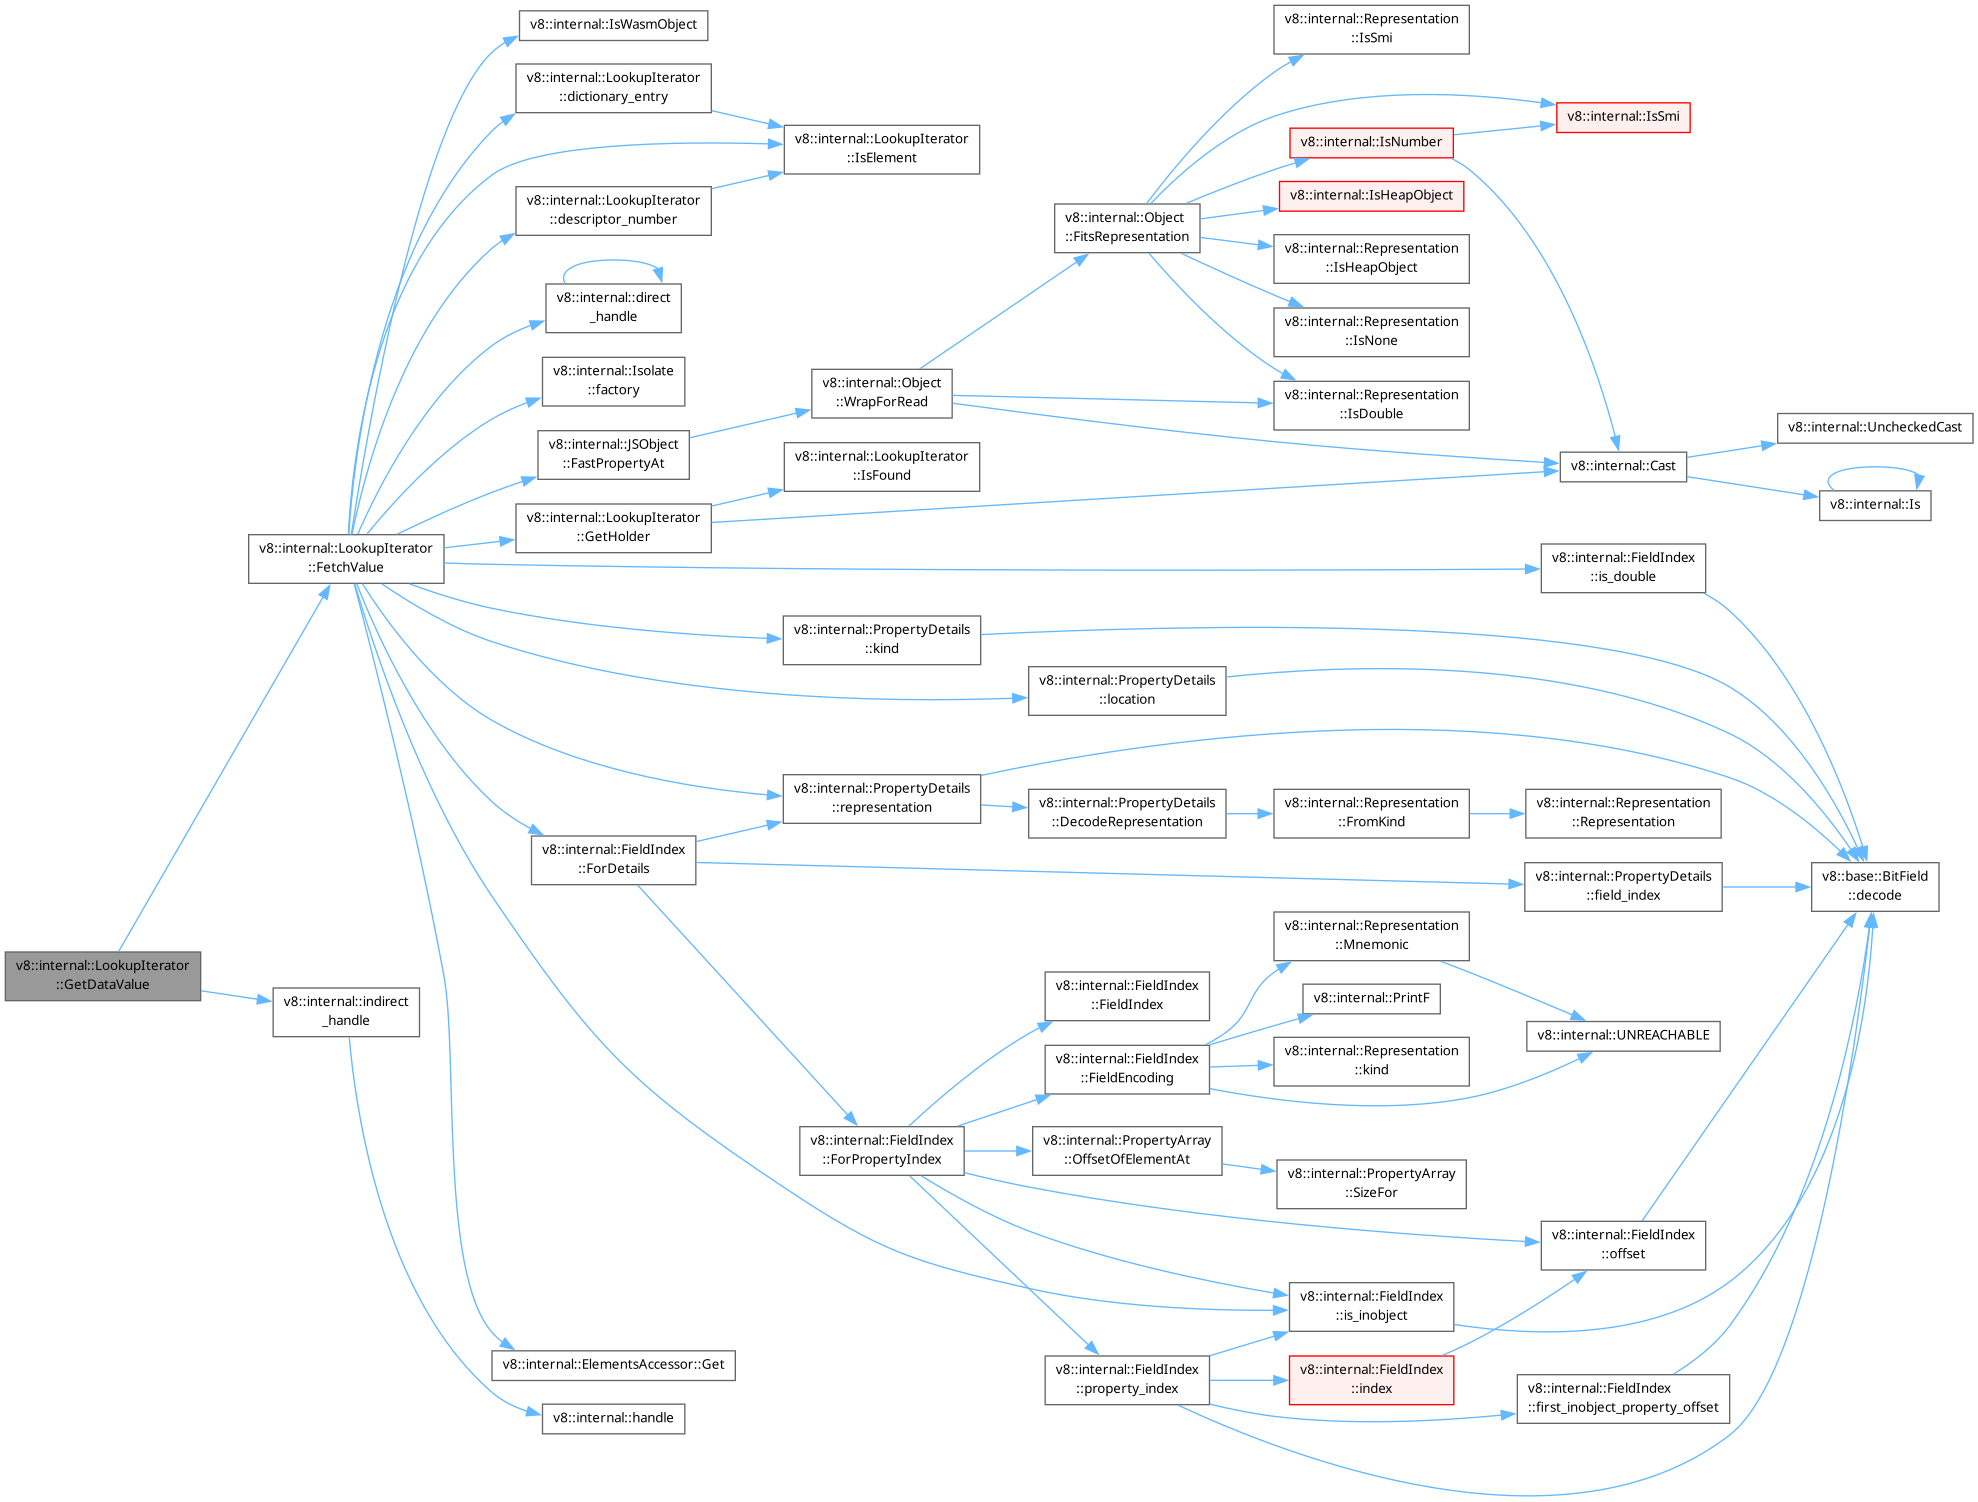 v8::internal::IsWasmObject
v8::internal::LookupIterator
::dictionary_entry
v8::internal::LookupIterator
::IsElement
v8::internal::LookupIterator
::descriptor_number
v8::internal::direct
_handle
v8::internal::Isolate
::factory
v8::internal::JSObject
::FastPropertyAt
v8::internal::LookupIterator
::GetHolder
v8::internal::LookupIterator
::IsFound
v8::internal::Object
::WrapForRead
v8::internal::Object
::FitsRepresentation
v8::internal::Representation
::IsSmi
v8::internal::IsSmi
v8::internal::IsNumber
v8::internal::IsHeapObject
v8::internal::Representation
::IsHeapObject
v8::internal::Representation
::IsNone
v8::internal::Representation
::IsDouble
v8::internal::Cast
v8::internal::UncheckedCast
v8::internal::Is
v8::internal::LookupIterator
::FetchValue
v8::internal::FieldIndex
::is_double
v8::internal::PropertyDetails
::kind
v8::internal::PropertyDetails
::location
v8::internal::PropertyDetails
::representation
v8::internal::PropertyDetails
::DecodeRepresentation
v8::internal::Representation
::FromKind
v8::internal::Representation
::Representation
v8::internal::FieldIndex
::ForDetails
v8::internal::PropertyDetails
::field_index
v8::base::BitField
::decode
v8::internal::LookupIterator
::GetDataValue
v8::internal::indirect
_handle
v8::internal::FieldIndex
::FieldIndex
v8::internal::Representation
::Mnemonic
v8::internal::PrintF
v8::internal::FieldIndex
::FieldEncoding
v8::internal::Representation
::kind
v8::internal::UNREACHABLE
v8::internal::FieldIndex
::ForPropertyIndex
v8::internal::PropertyArray
::OffsetOfElementAt
v8::internal::PropertyArray
::SizeFor
v8::internal::FieldIndex
::offset
v8::internal::FieldIndex
::is_inobject
v8::internal::FieldIndex
::property_index
v8::internal::FieldIndex
::index
v8::internal::FieldIndex
::first_inobject_property_offset
v8::internal::ElementsAccessor::Get
v8::internal::handle